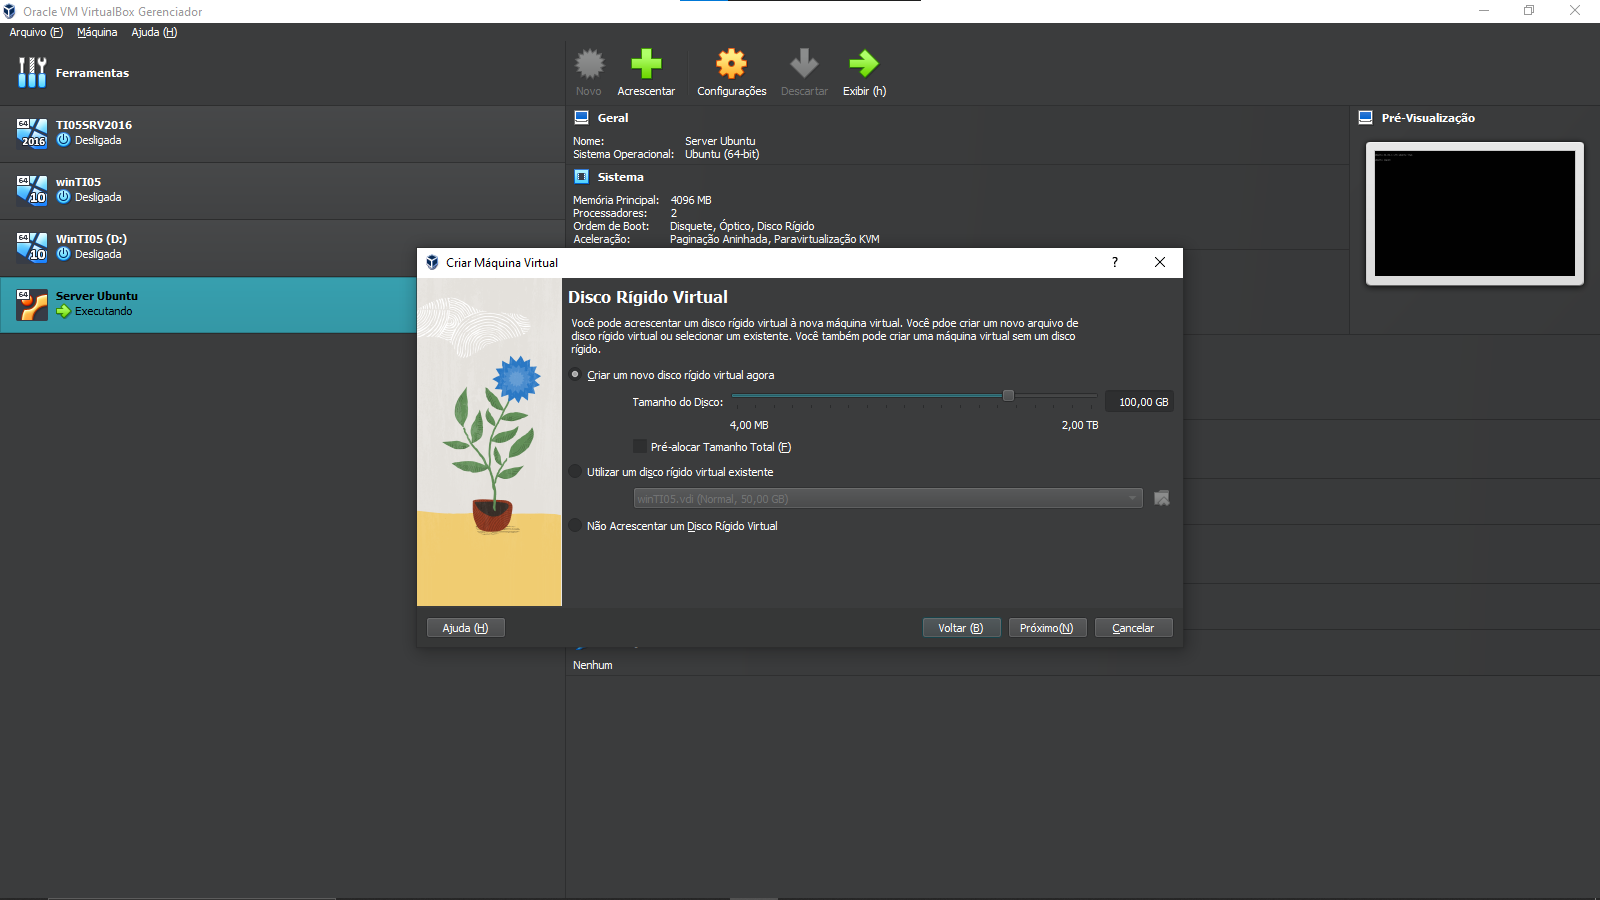 Oracle VM VirtualBox Gerenciador
Arquivo (F) Máquina Ajuda (H)
Ferramentas
Novo Acrescentar Configurações Descartar Exibir (h)
64 2016 TI05SRV2016
Desligada
64 10 winTI05
Desligada
64 10 WinTI05 (D:)
Desligada
64 Server Ubuntu
Executando
Geral
Nome: Server Ubuntu
Sistema Operacional: Ubuntu (64-bit)
Sistema
Memória Principal: 4096 MB
Processadores: 2
Ordem de Boot: Disquete, Óptico, Disco Rígido
Aceleração: Paginação Aninhada, Paravirtualização KVM
Pré-Visualização
Criar Máquina Virtual ?
Disco Rígido Virtual
Você pode acrescentar um disco rígido virtual à nova máquina virtual. Você pdoe criar um novo arquivo de
disco rígido virtual ou selecionar um existente. Você também pode criar uma máquina virtual sem um disco
rígido.
Criar um novo disco rígido virtual agora
Tamanho do Disco: 100,00 GB
4,00 MB 2,00 TB
Pré-alocar Tamanho Total (F)
Utilizar um disco rígido virtual existente
winTI05.vdi (Normal, 50,00 GB)
Não Acrescentar um Disco Rígido Virtual
Ajuda (H) Voltar (B) Próximo(N) Cancelar
Nenhum